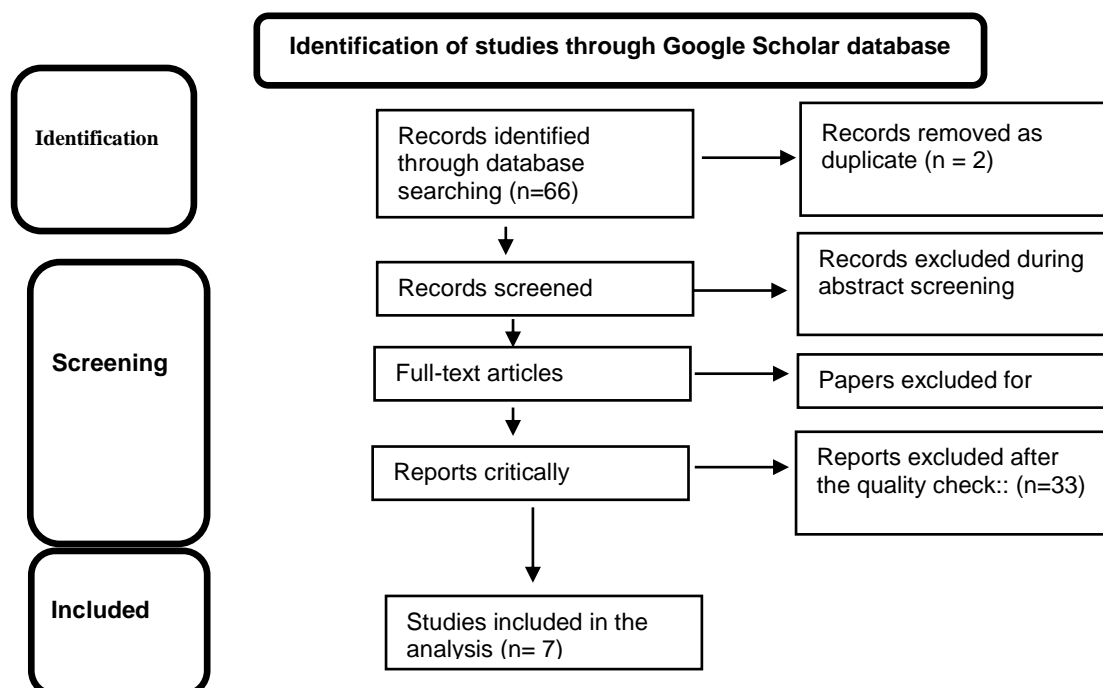 Identification of studies through Google Scholar database
Identification
Records identified
through database
searching (n=66)
Records removed as
duplicate (n = 2)
Screening
Records screened
Records excluded during
abstract screening
Full-text articles
Papers excluded for
Reports critically
Reports excluded after
the quality check:: (n=33)
Included
Studies included in the
analysis (n= 7)